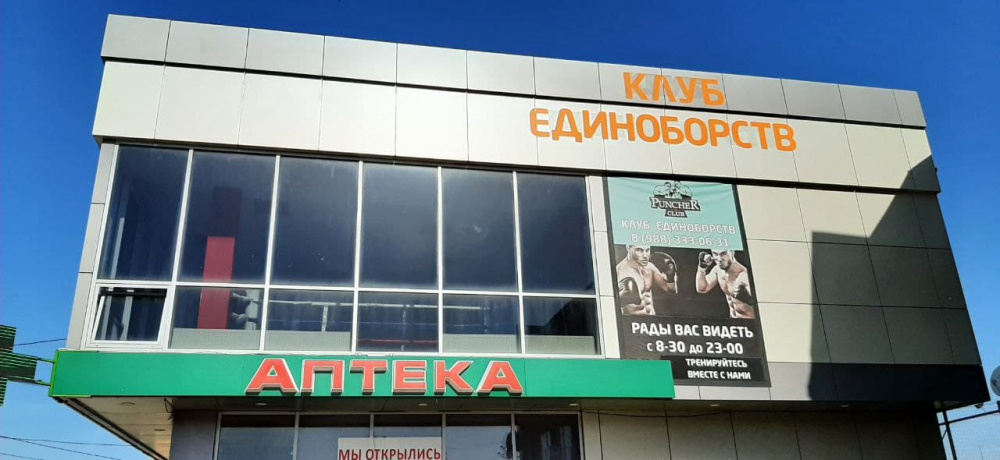 КЛУБ
ЕДИНОБОРСТВ
PUNCHER
CLUB
КЛУБ ЕДИНОБОРСТВ
8 (988) 333-06-31
РАДЫ ВАС ВИДЕТЬ
с 8-30 до 23-00
ТРЕНИРУЙТЕСЬ
ВМЕСТЕ С НАМИ
АПТЕКА
МЫ ОТКРЫЛИСЬ